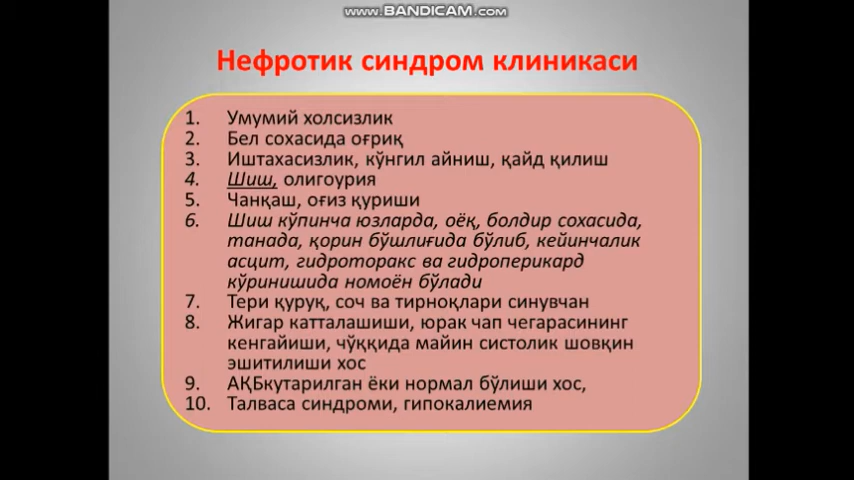 www.BANDICAM.com
Нефротик синдром клиникаси
1. Умумий холсизлик
2. Бел сохасида оғриқ
3. Иштахасизлик, кўнгил айниш, қайд қилиш
4. Шиш, олигоурия
5. Чанқаш, оғиз қуриши
6. Шиш кўпинча юзларда, оёқ, болдир сохасида,
танада, қорин бўшлиғида бўлиб, кейинчалик
асцит, гидроторакс ва гидроперикард
кўринишида номоён бўлади
7. Тери қуруқ, соч ва тирноқлари синувчан
8. Жигар катталашиши, юрак чап чегарасининг
кенгайиши, чўққида майин систолик шовқин
эшитилиши хос
9. АҚБкутарилган ёки нормал бўлиши хос,
10. Талваса синдроми, гипокалиемия